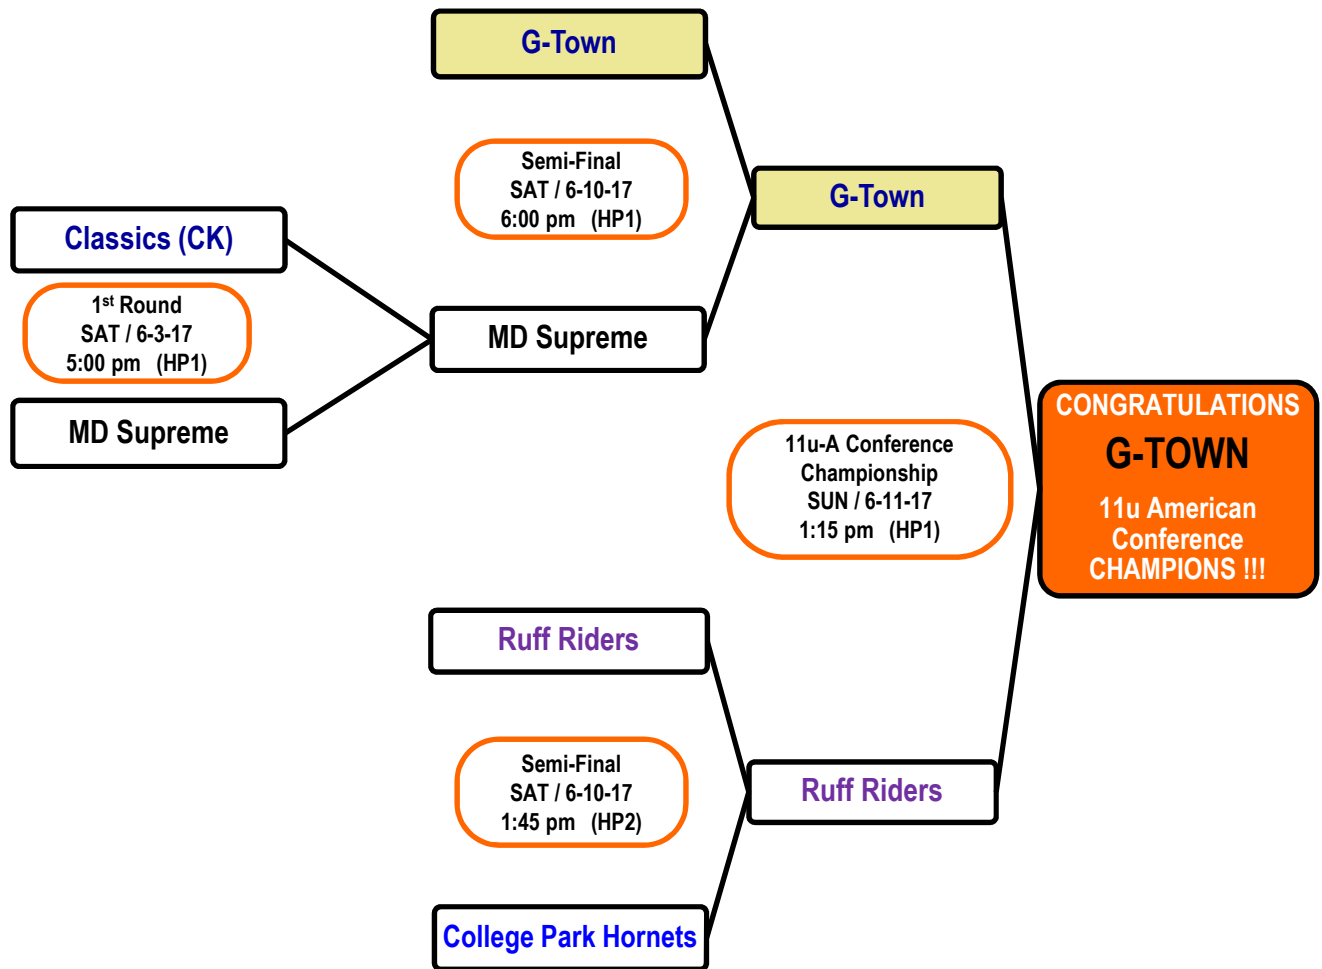 G-Town
Semi-Final
SAT / 6-10-17
6:00 pm (HP1)
G-Town
Classics (CK)
1st Round
SAT / 6-3-17
5:00 pm (HP1)
MD Supreme
MD Supreme
11u-A Conference
Championship
SUN / 6-11-17
1:15 pm (HP1)
CONGRATULATIONS
G-TOWN
11u American
Conference
CHAMPIONS !!!
Ruff Riders
Semi-Final
SAT / 6-10-17
1:45 pm (HP2)
Ruff Riders
College Park Hornets